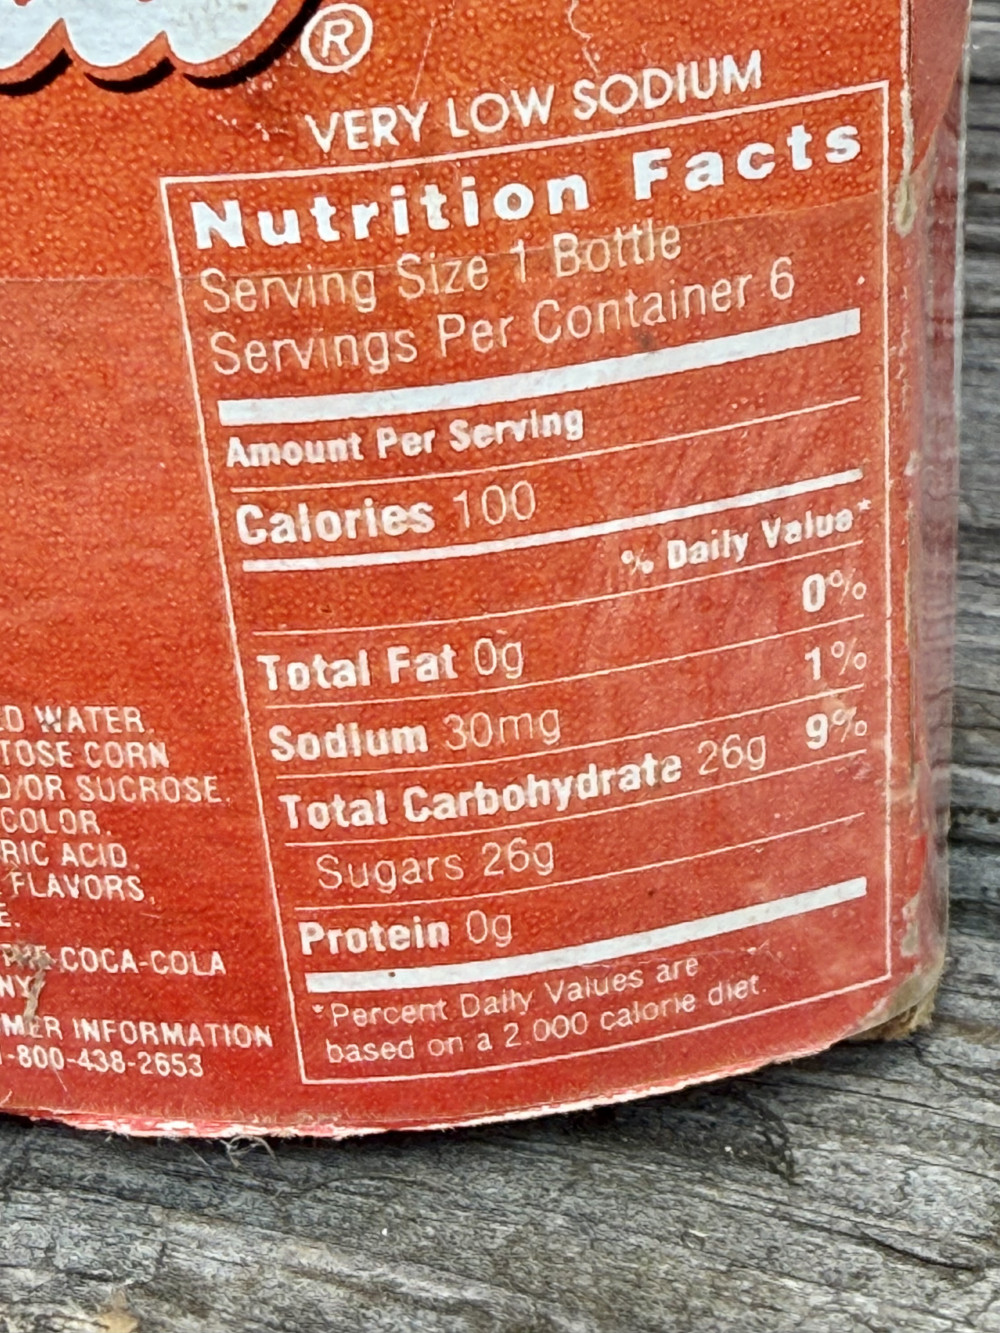 ®
VERY LOW SODIUM
Nutrition Facts
Serving Size 1 Bottle
Servings Per Container 6
Amount Per Serving
Calories 100
% Daily Value*
0%
Total Fat 0g
1%
Sodium 30mg
9%
Total Carbohydrate 26g
Sugars 26g
Protein 0g
*Percent Daily Values are
based on a 2,000 calorie diet.
D WATER,
TOSE CORN
D/OR SUCROSE,
COLOR,
RIC ACID,
FLAVORS,
E.
COCA-COLA
NY
MER INFORMATION
1-800-438-2653